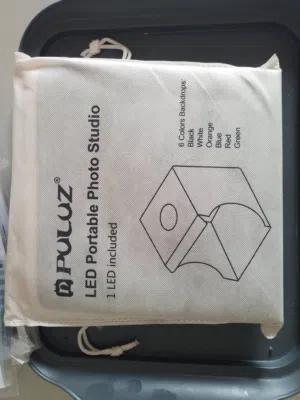 PULUZ®
LED Portable Photo Studio
1 LED included
6 Colors Backdrops
Black
White
Orange
Blue
Red
Green